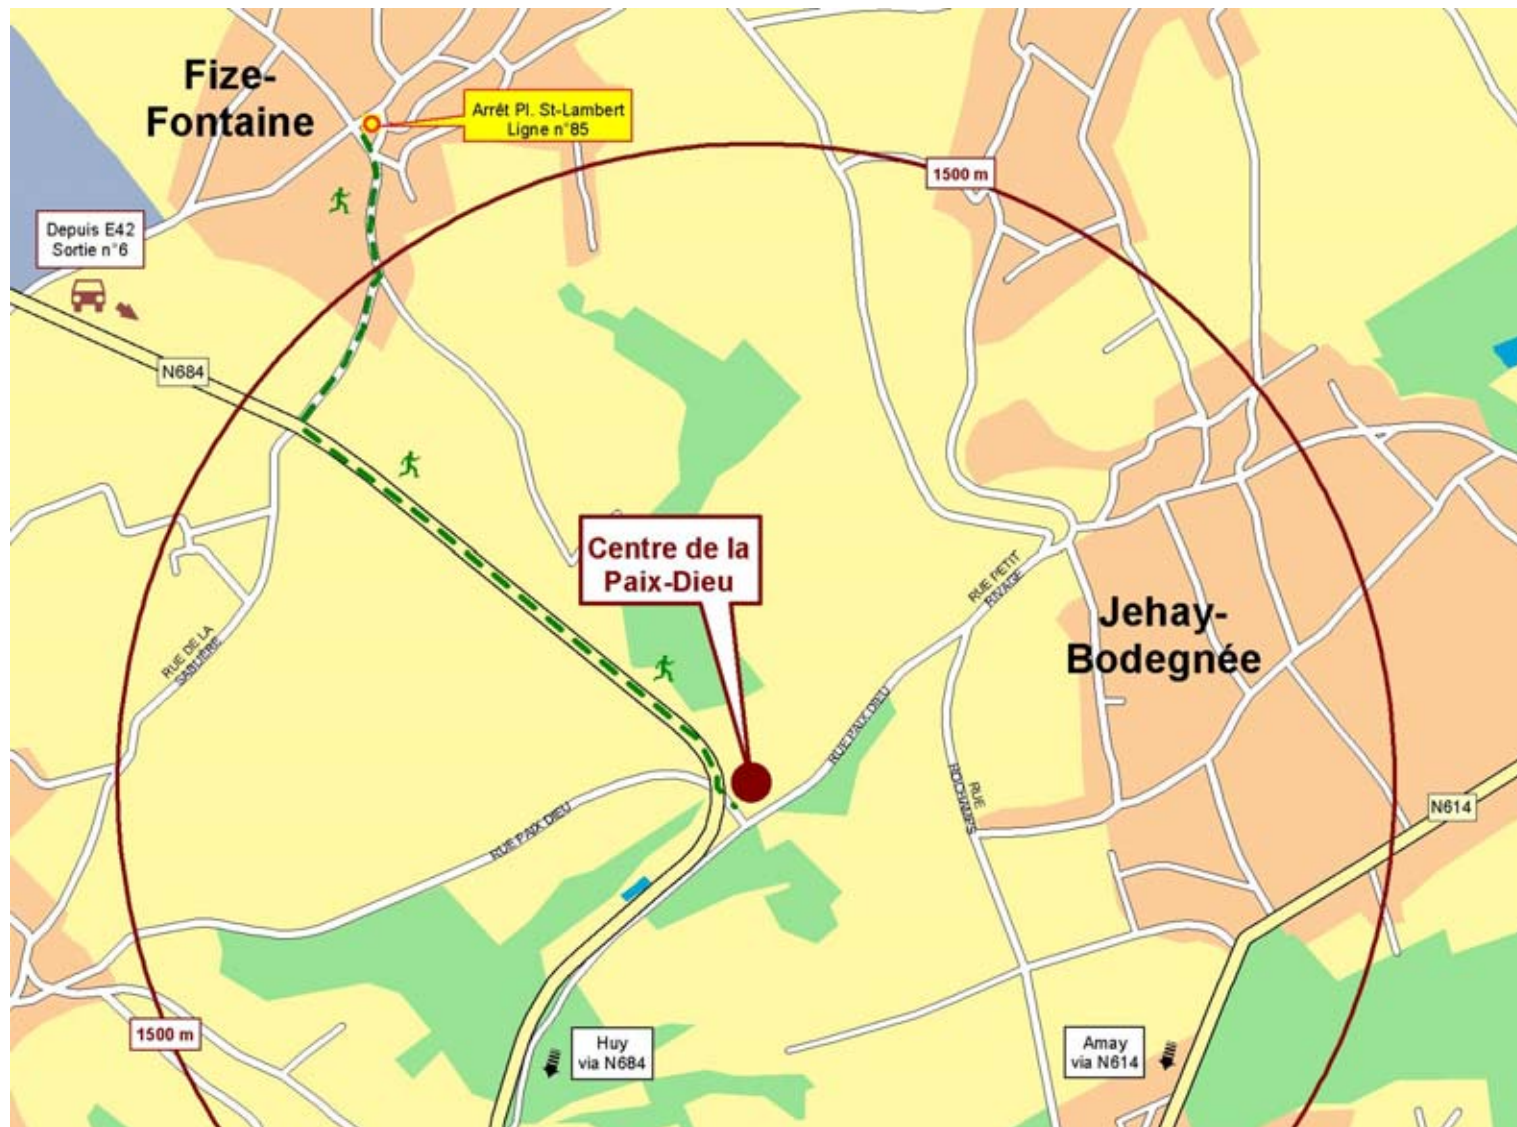 Fize-
Fontaine
Arrêt Pl. St-Lambert
Ligne n°85
1500 m
Depuis E42
Sortie n°6
N684
Centre de la
Paix-Dieu
RUE PETIT
RIVAGE
Jehay-
Bodegnée
RUE DE LA
SABLIÈRE
RUE PAIX DIEU
RUE
ROCHAMPS
RUE PAIX DIEU
N614
1500 m
Huy
via N684
Amay
via N614